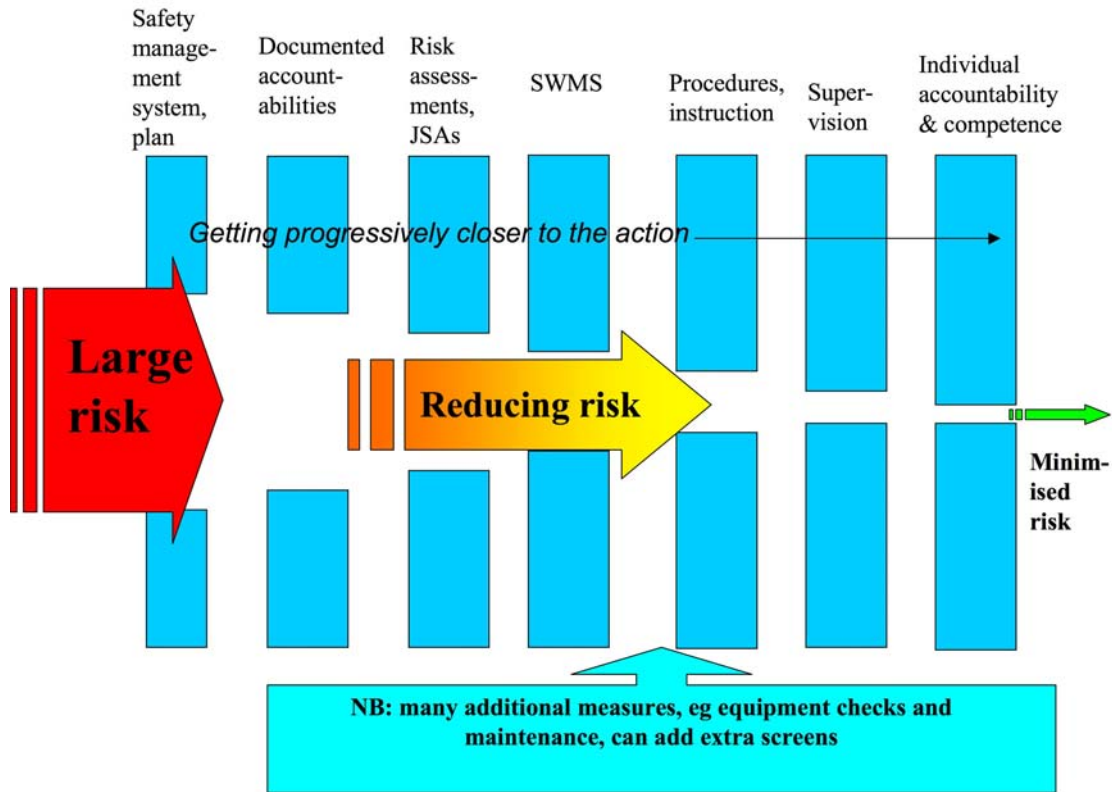 Safety
manage-
ment
system,
plan
Documented
account-
abilities
Risk
assess-
ments,
JSAs
SWMS
Procedures,
instruction
Super-
vision
Individual
accountability
& competence
Getting progressively closer to the action
Large
risk
Reducing risk
Minim-
ised
risk
NB: many additional measures, eg equipment checks and
maintenance, can add extra screens